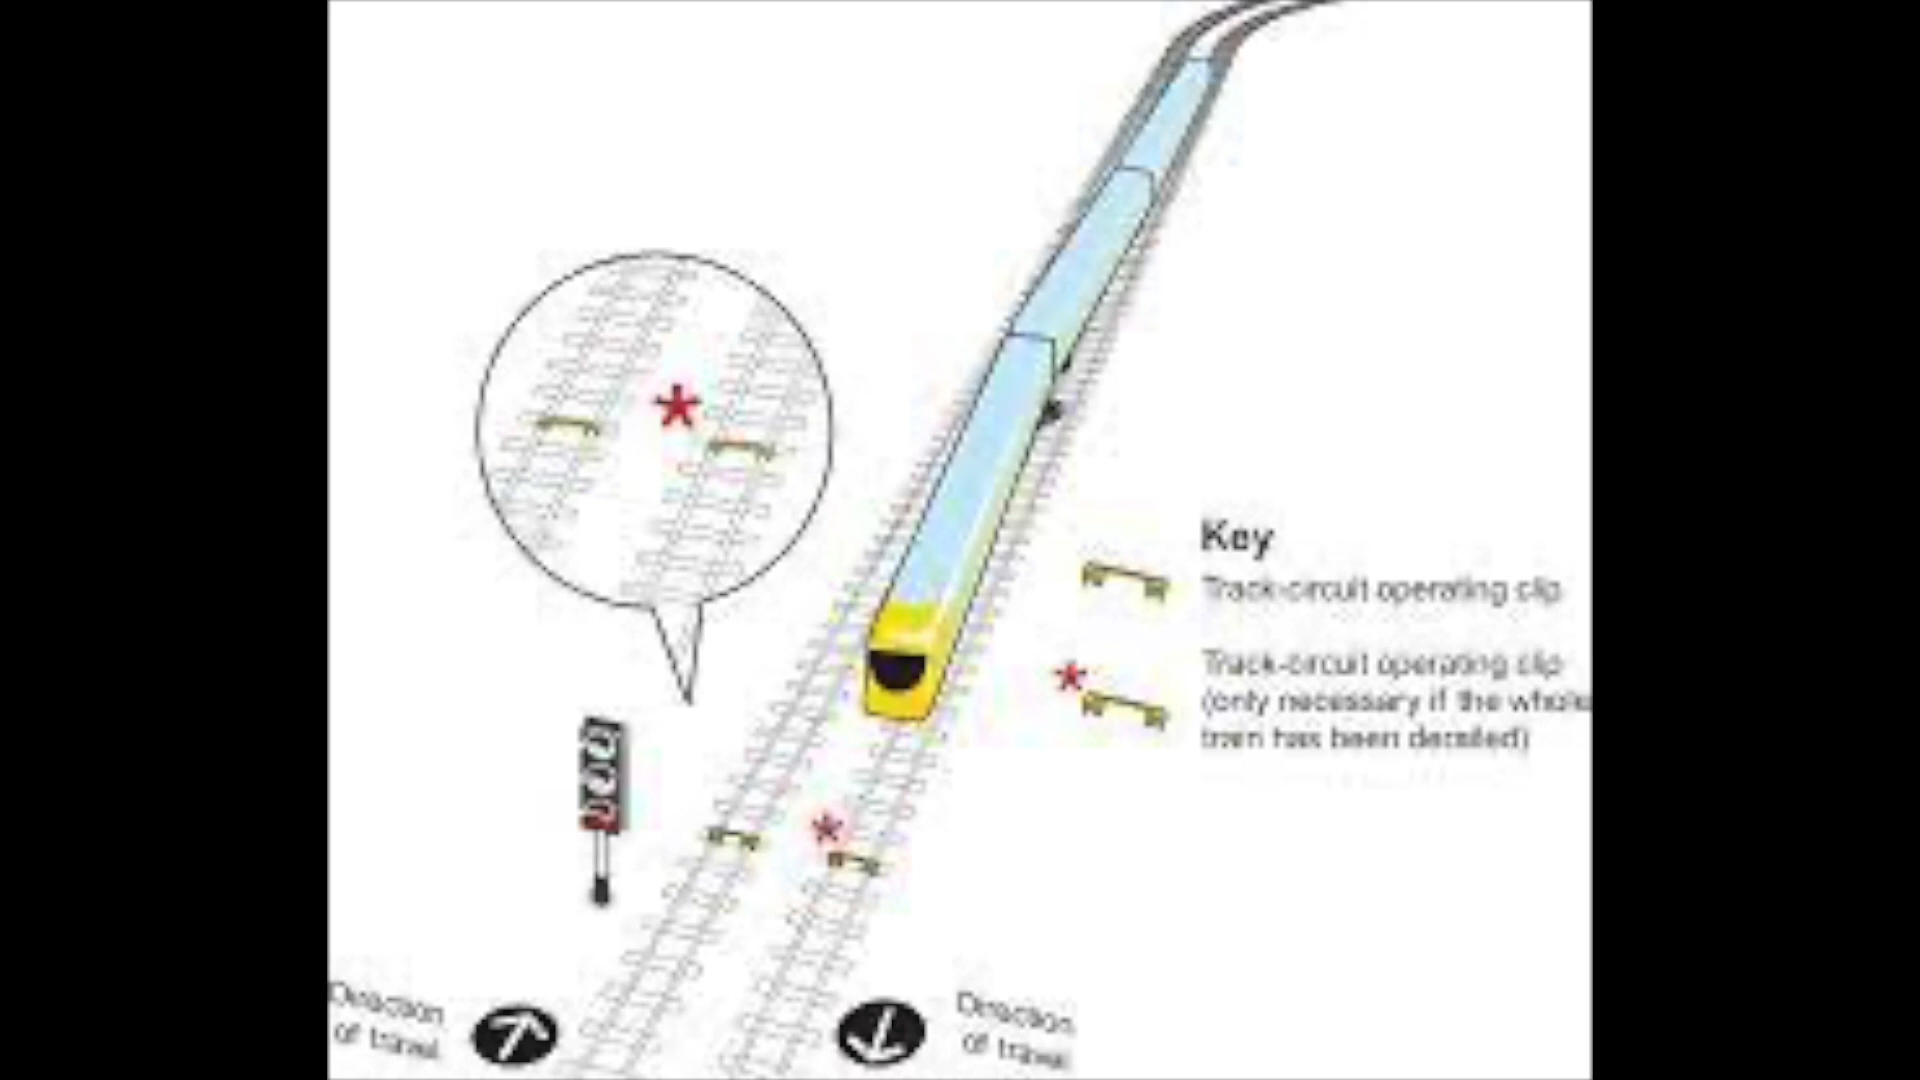 Key
Track-circuit operating clip
Track-circuit operating clip
(only necessary if the whole
train has been derailed)
Direction
of travel
Direction
of travel